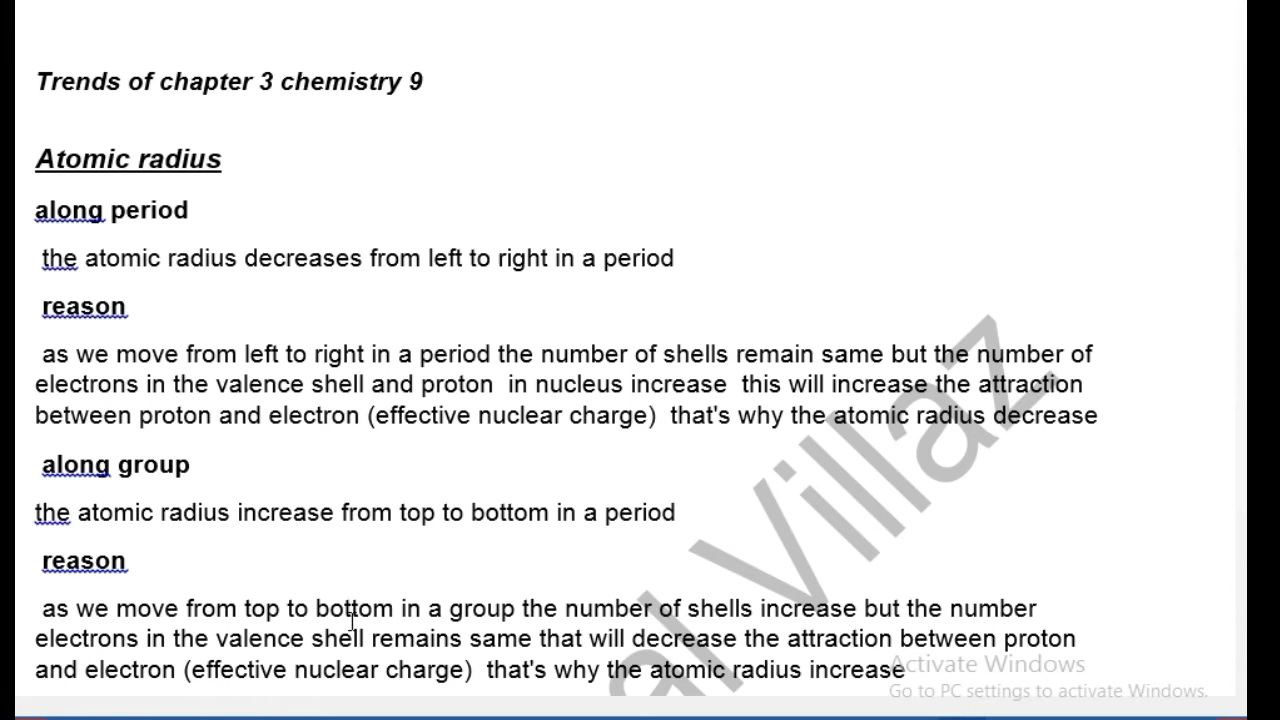 Trends of chapter 3 chemistry 9
Atomic radius
along period
the atomic radius decreases from left to right in a period
reason
as we move from left to right in a period the number of shells remain same but the number of
electrons in the valence shell and proton  in nucleus increase  this will increase the attraction
between proton and electron (effective nuclear charge)  that's why the atomic radius decrease
along group
the atomic radius increase from top to bottom in a period
reason
as we move from top to bottom in a group the number of shells increase but the number
electrons in the valence shell remains same that will decrease the attraction between proton
and electron (effective nuclear charge)  that's why the atomic radius increase
al Villaz
Activate Windows
Go to PC settings to activate Windows.